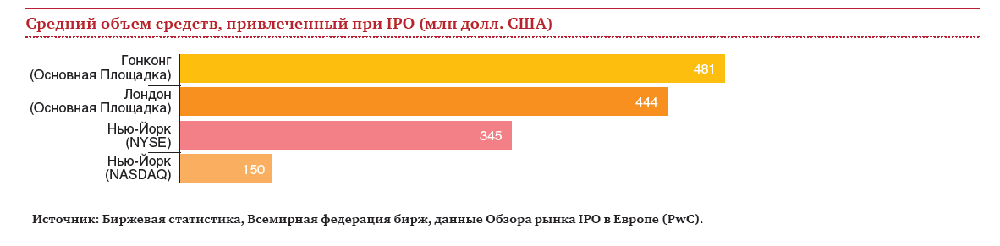 Средний объем средств, привлеченный при IPO (млн долл. США)
Гонконг
(Основная Площадка)
481
Лондон
(Основная Площадка)
444
Нью-Йорк
(NYSE)
345
Нью-Йорк
(NASDAQ)
150
Источник: Биржевая статистика, Всемирная федерация бирж, данные Обзора рынка IPO в Европе (PwC).